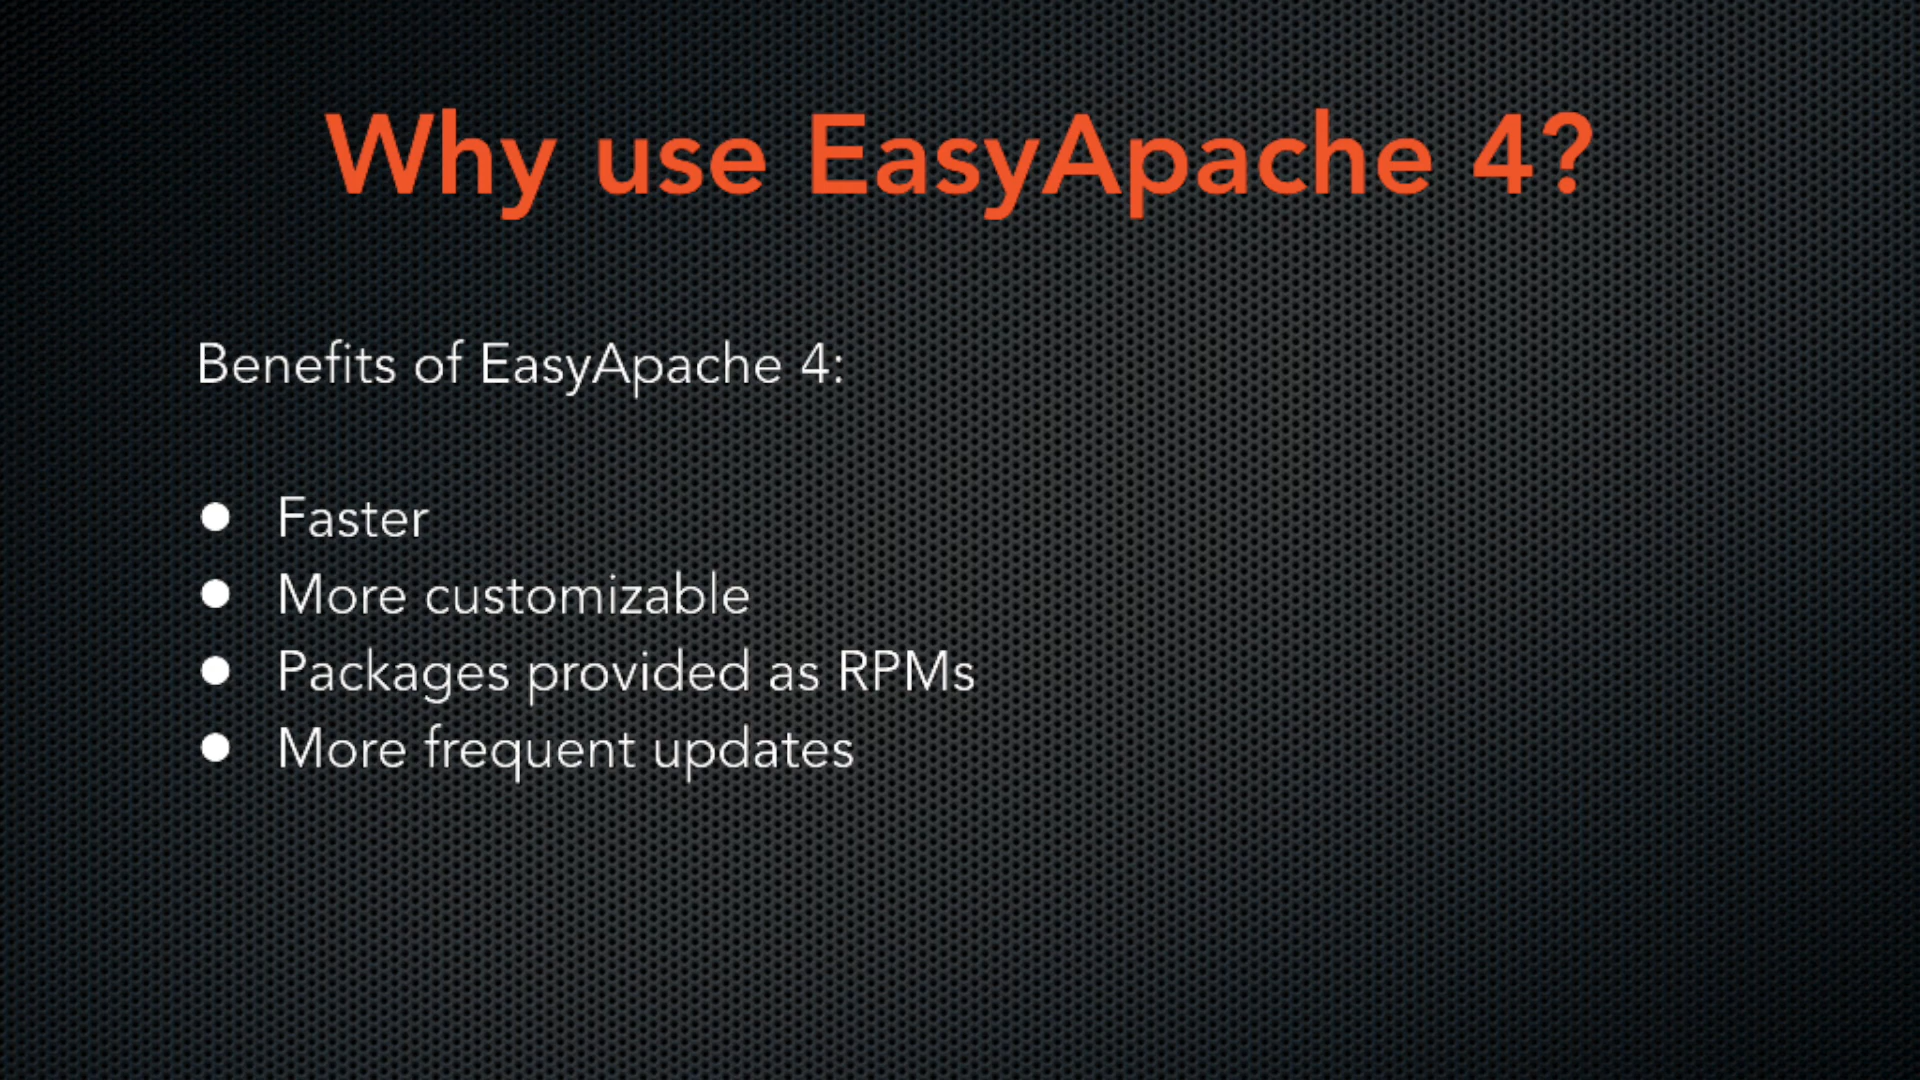 Why use EasyApache 4?
Benefits of EasyApache 4:
● Faster
● More customizable
● Packages provided as RPMs
● More frequent updates